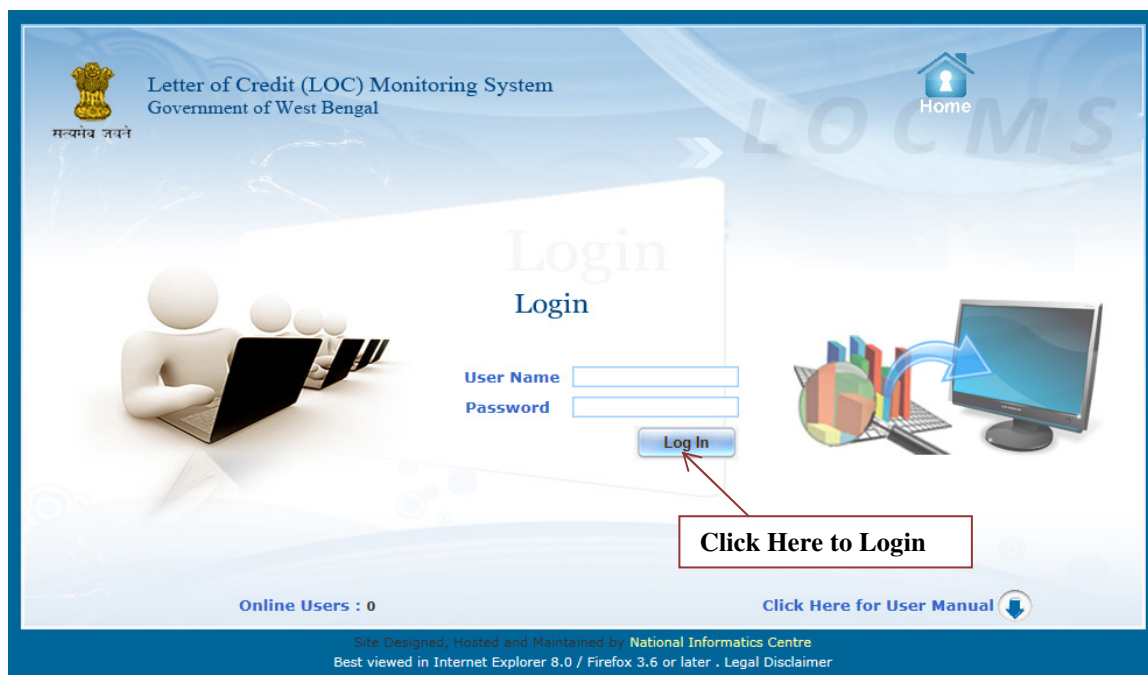 Letter of Credit (LOC) Monitoring System
Government of West Bengal
सत्यमेव जयते
Home
LOCMS
Login
Login
User Name
Password
Log In
Click Here to Login
Online Users : 0
Click Here for User Manual
Site Designed, Hosted and Maintained by National Informatics Centre
Best viewed in Internet Explorer 8.0 / Firefox 3.6 or later . Legal Disclaimer